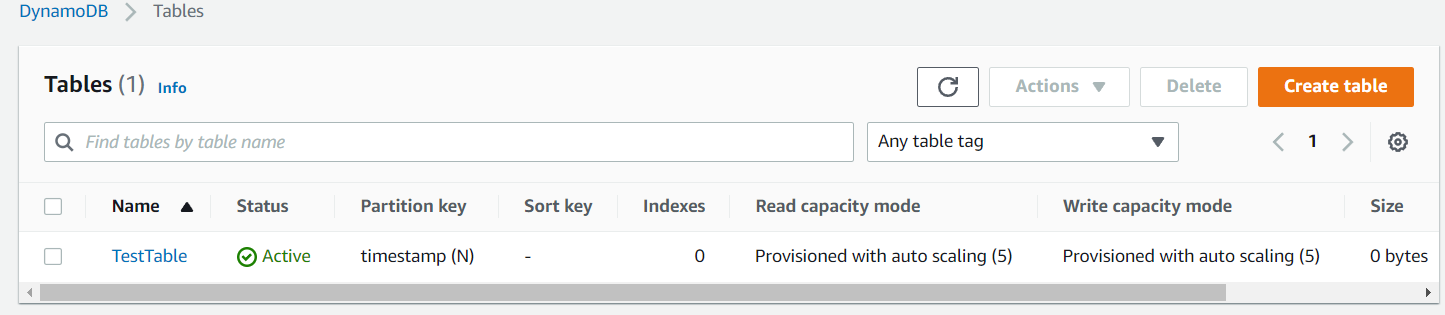 DynamoDB Tables
Tables (1) Info
Actions Delete Create table
Find tables by table name Any table tag 1
Name Status Partition key Sort key Indexes Read capacity mode Write capacity mode Size
TestTable Active timestamp (N) - 0 Provisioned with auto scaling (5) Provisioned with auto scaling (5) 0 bytes